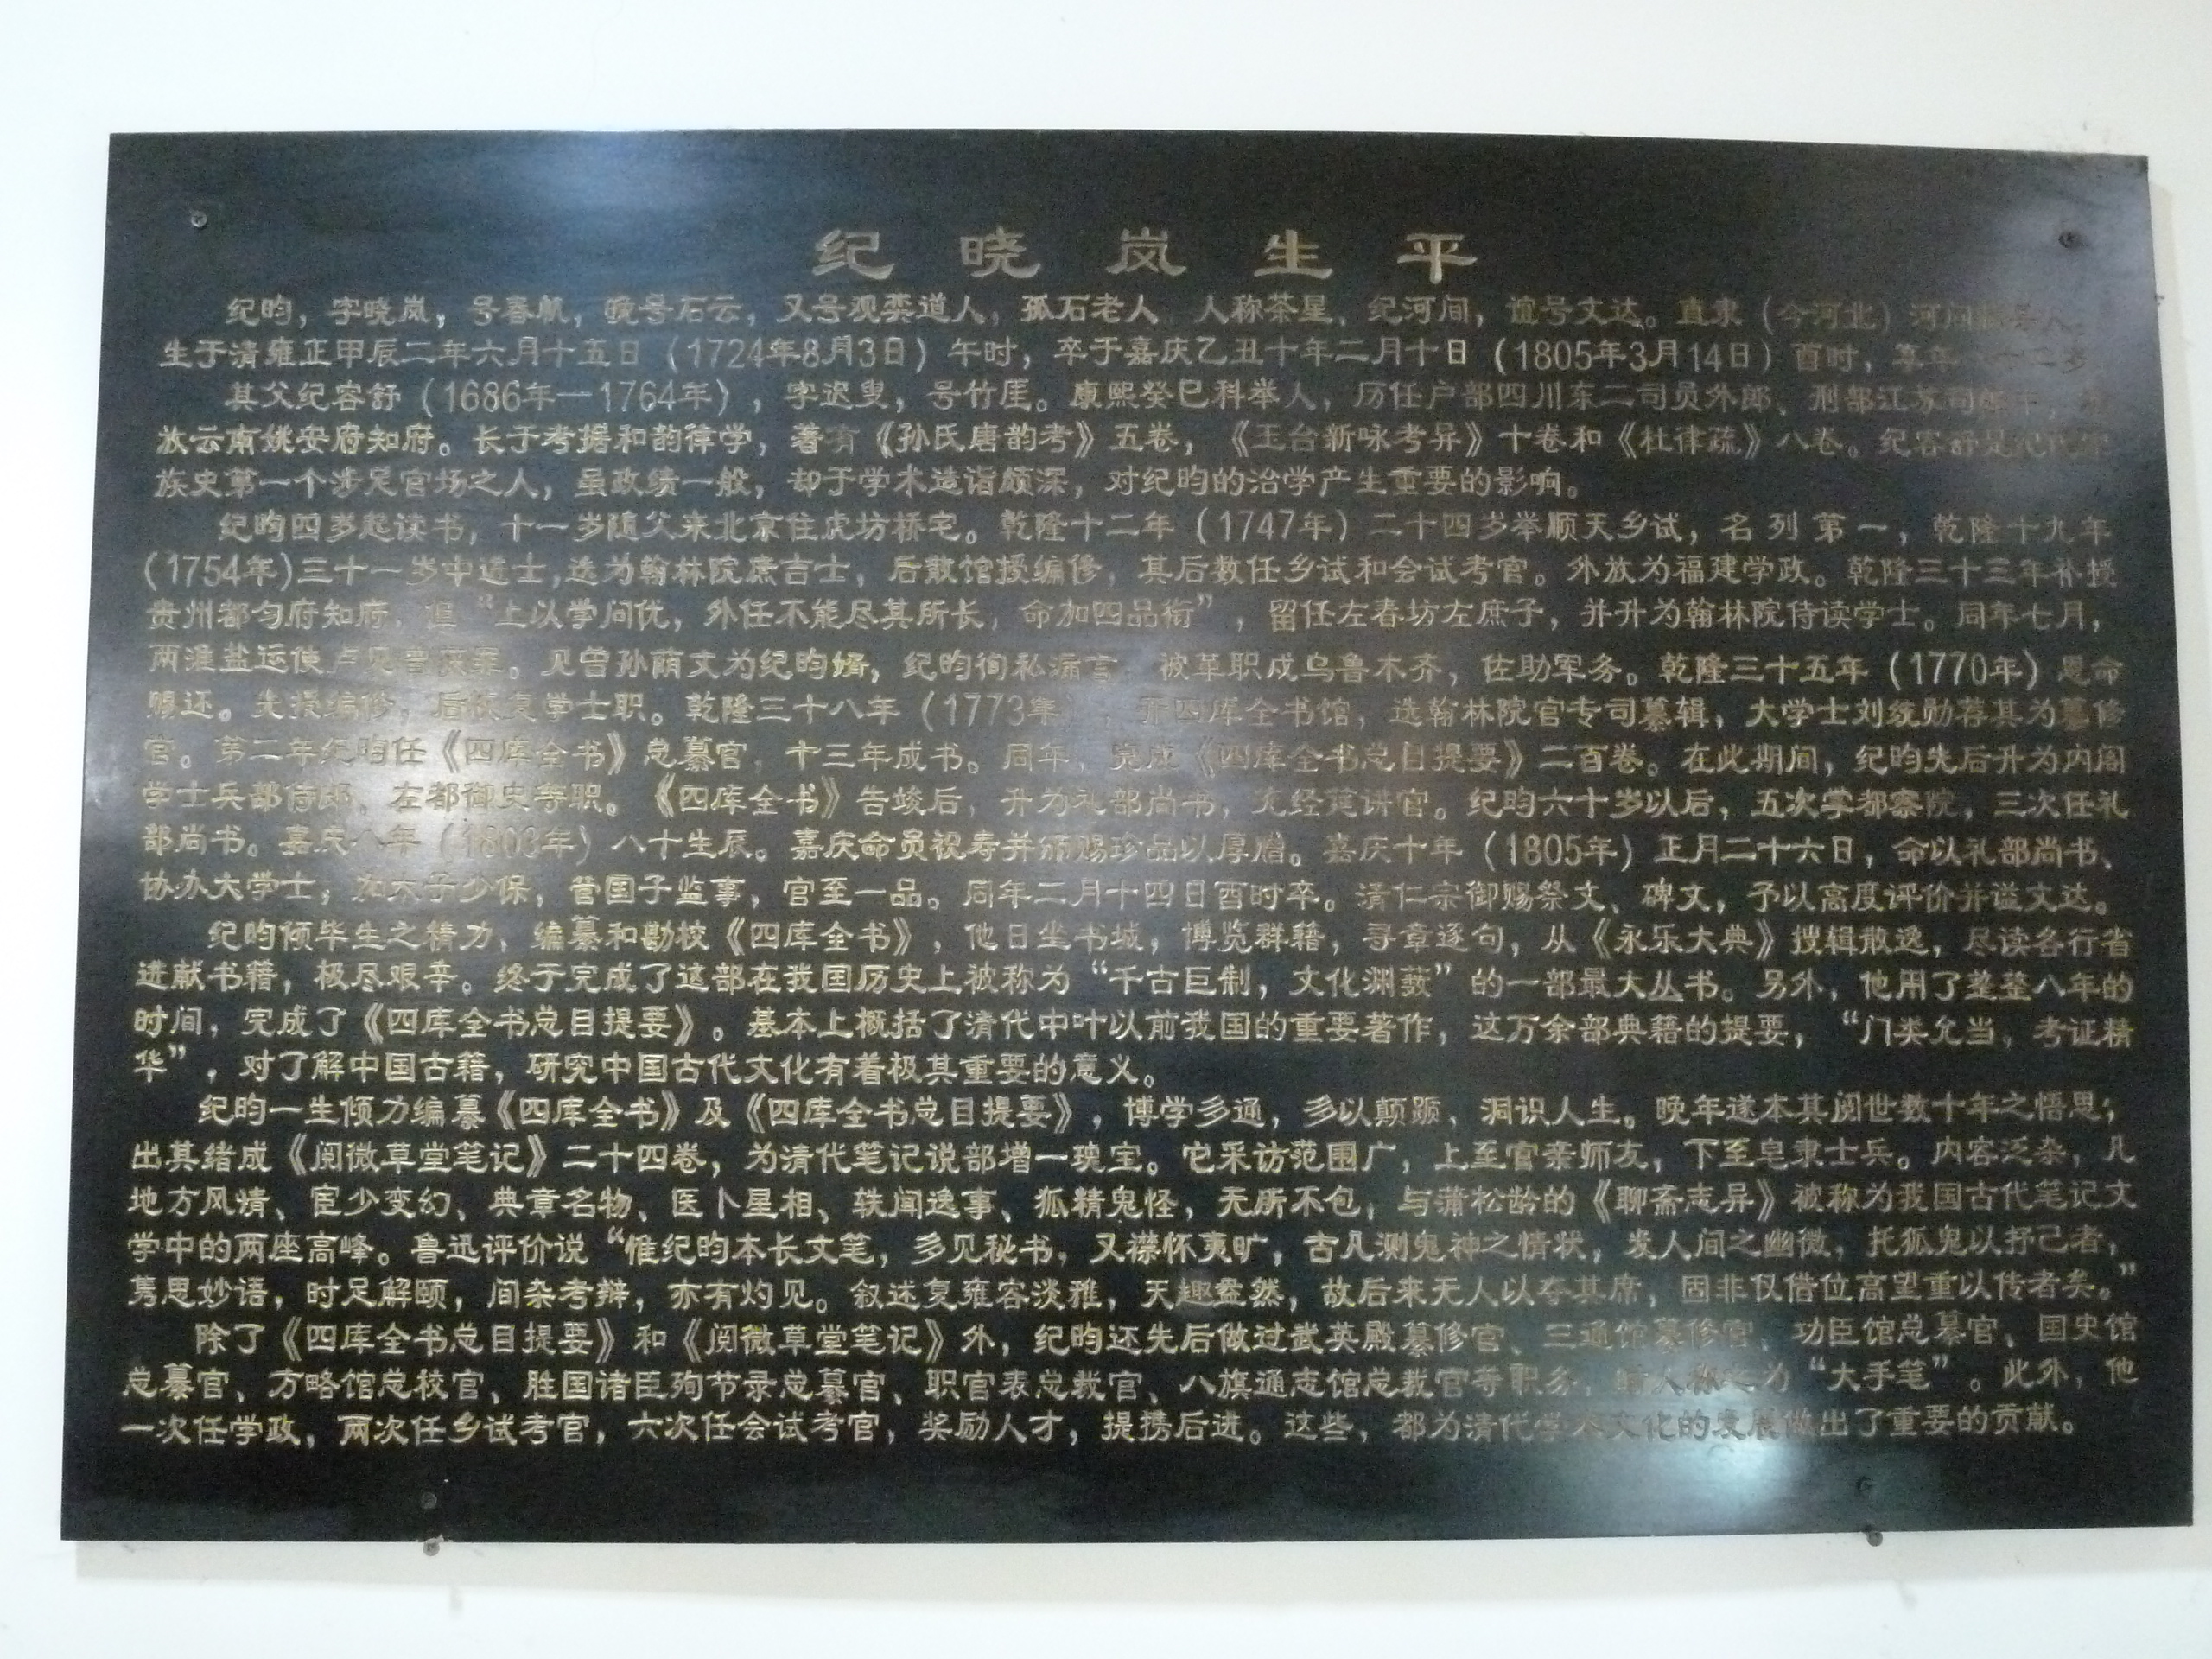 纪晓岚生平
纪昀，字晓岚，号春帆，晚号石云，又号观奕道人，孤石老人 人称茶星、纪河间，谥号文达。直隶（今河北）河间
生于清雍正甲辰二年六月十五日（1724年8月3日）午时，卒于嘉庆乙丑十年二月十日（1805年3月14日）酉时，享年
其父纪容舒（1686年—1764年），字迟叟，号竹厓。康熙癸巳科举人，历任户部四川东二司员外郎、刑部江苏司郎中，
放云南姚安府知府。长于考据和韵律学，著有《孙氏唐韵考》五卷，《玉台新咏考异》十卷和《杜律疏》八卷。纪容舒是
族史第一个涉足官场之人，虽政绩一般，却于学术造诣颇深，对纪昀的治学产生重要的影响。
纪昀四岁起读书，十一岁随父来北京住虎坊桥宅。乾隆十二年（1747年）二十四岁举顺天乡试，名列第一，乾隆十九年
(1754年)三十一岁中进士,选为翰林院庶吉士，后散馆授编修，其后数任乡试和会试考官。外放为福建学政。乾隆三十三年补授
贵州都匀府知府，但“上以学问优，外任不能尽其所长，命加四品衔”，留任左春坊左庶子，并升为翰林院侍读学士。同年七月，
两淮盐运使卢见曾获罪。见曾孙荫文为纪昀婿，纪昀徇私漏言，被革职戍乌鲁木齐，佐助军务。乾隆三十五年（1770年）恩命
赐还。先授编修，后恢复学士职。乾隆三十八年（1773年），开四库全书馆，选翰林院官专司纂辑，大学士刘统勋荐其为纂修
官。第二年纪昀任《四库全书》总纂官，十三年成书。同年，完成《四库全书总目提要》二百卷。在此期间，纪昀先后升为内阁
学士兵部侍郎、左都御史等职。《四库全书》告竣后，升为礼部尚书，充经筵讲官。纪昀六十岁以后，五次掌都察院，三次任礼
部尚书。嘉庆八年（1803年）八十生辰。嘉庆命员祝寿并颁赐珍品以厚赠。嘉庆十年（1805年）正月二十六日，命以礼部尚书、
协办大学士，加太子少保，管国子监事，官至一品。同年二月十四日酉时卒。清仁宗御赐祭文、碑文，予以高度评价并谥文达。
纪昀倾毕生之精力，编纂和勘校《四库全书》，他日坐书城，博览群籍，寻章逐句，从《永乐大典》搜辑散逸，尽读各行省
进献书籍，极尽艰辛。终于完成了这部在我国历史上被称为“千古巨制，文化渊薮”的一部最大丛书。另外，他用了整整八年的
时间，完成了《四库全书总目提要》。基本上概括了清代中叶以前我国的重要著作，这万余部典籍的提要，“门类允当，考证精
华”，对了解中国古籍，研究中国古代文化有着极其重要的意义。
纪昀一生倾力编纂《四库全书》及《四库全书总目提要》，博学多通，多以颠踬、洞识人生。晚年遂本其阅世数十年之悟思；
出其绪成《阅微草堂笔记》二十四卷，为清代笔记说部增一瑰宝。它采访范围广，上至官亲师友，下至皂隶士兵。内容泛杂，凡
地方风情、宦少变幻、典章名物、医卜星相、轶闻逸事、狐精鬼怪，无所不包，与蒲松龄的《聊斋志异》被称为我国古代笔记文
学中的两座高峰。鲁迅评价说“惟纪昀本长文笔，多见秘书，又襟怀夷旷，古凡测鬼神之情状，发人间之幽微，托狐鬼以抒己者，
隽思妙语，时足解颐，间杂考辩，亦有灼见。叙述复雍容淡雅，天趣盎然，故后来无人以夺其席，固非仅借位高望重以传者矣。”
除了《四库全书总目提要》和《阅微草堂笔记》外，纪昀还先后做过武英殿纂修官、三通馆纂修官、功臣馆总纂官、国史馆
总纂官、方略馆总校官、胜国诸臣殉节录总纂官、职官表总裁官、八旗通志馆总裁官等职务，为“大手笔”。此外，他
一次任学政，两次任乡试考官，六次任会试考官，奖励人才，提携后进。这些，都为清代学术文化的发展做出了重要的贡献。